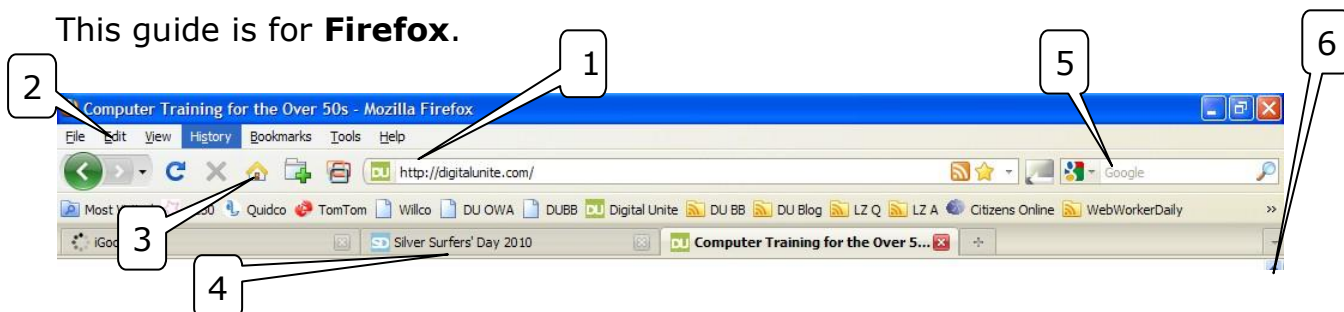 This guide is for Firefox.
1
5
6
2
Computer Training for the Over 50s - Mozilla Firefox
File Edit View History Bookmarks Tools Help
http://digitalunite.com/
Google
Most Quidco TomTom Willco DU OWA DUBB Digital Unite DU BB DU Blog LZ Q LZ A Citizens Online WebWorkerDaily »
3
Silver Surfers' Day 2010
Computer Training for the Over 5...
4